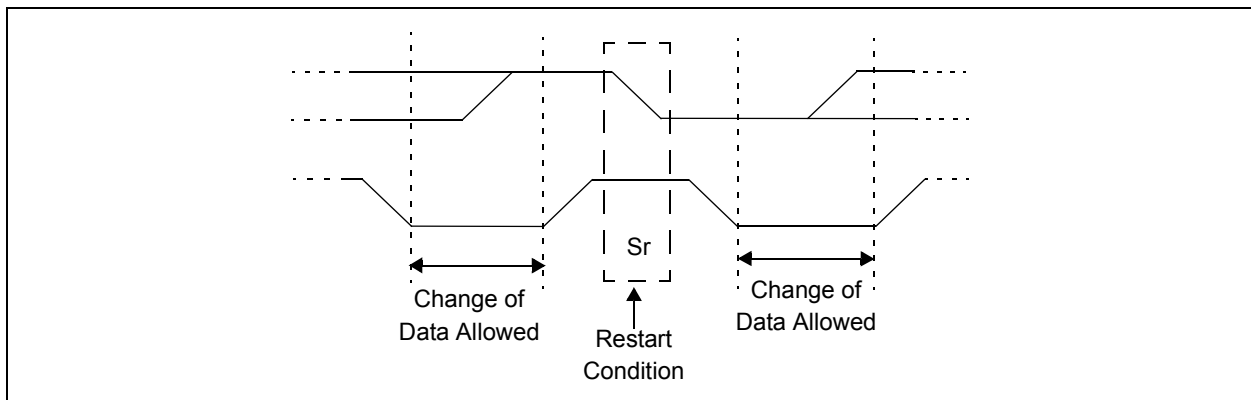 Sr
Change of
Data Allowed
Restart
Condition
Change of
Data Allowed